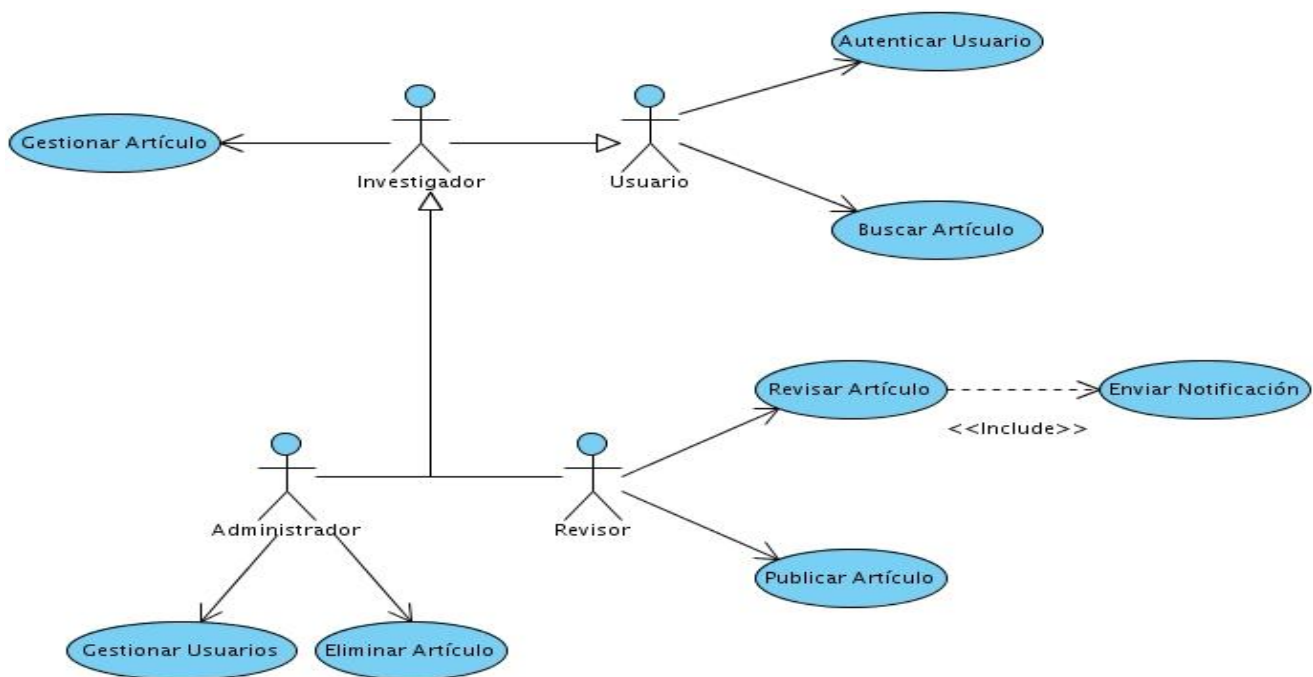 Autenticar Usuario
Gestionar Artículo
Investigador
Usuario
Buscar Artículo
Revisar Artículo
Enviar Notificación
<<Include>>
Administrador
Revisor
Publicar Artículo
Gestionar Usuarios
Eliminar Artículo